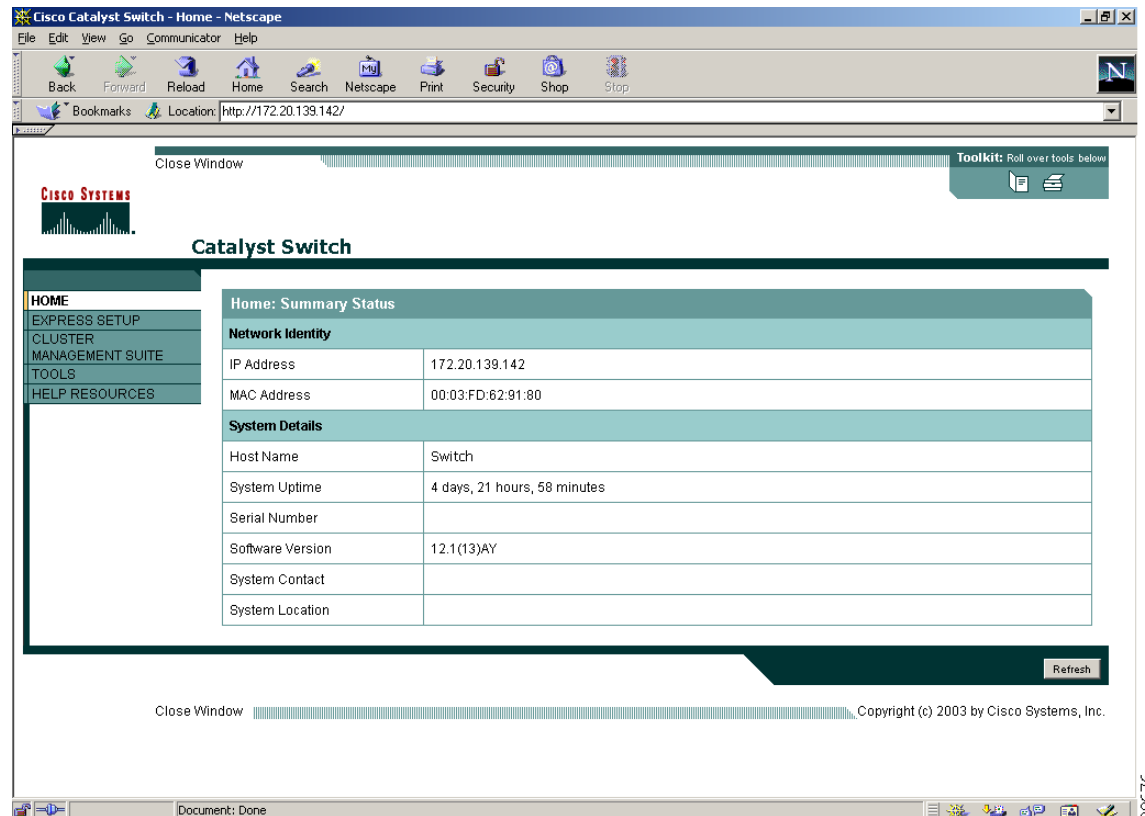 Cisco Catalyst Switch - Home - Netscape
File Edit View Go Communicator Help
Back Forward Reload Home Search Netscape Print Security Shop Stop
My
N
Bookmarks Location: http://172.20.139.142/
Close Window
Toolkit: Roll over tools below
CISCO SYSTEMS
Catalyst Switch
HOME
EXPRESS SETUP
CLUSTER
MANAGEMENT SUITE
TOOLS
HELP RESOURCES
Home: Summary Status
Network Identity
IP Address 172.20.139.142
MAC Address 00:03:FD:62:91:80
System Details
Host Name Switch
System Uptime 4 days, 21 hours, 58 minutes
Serial Number
Software Version 12.1(13)AY
System Contact
System Location
Refresh
Close Window
Copyright (c) 2003 by Cisco Systems, Inc.
Document: Done